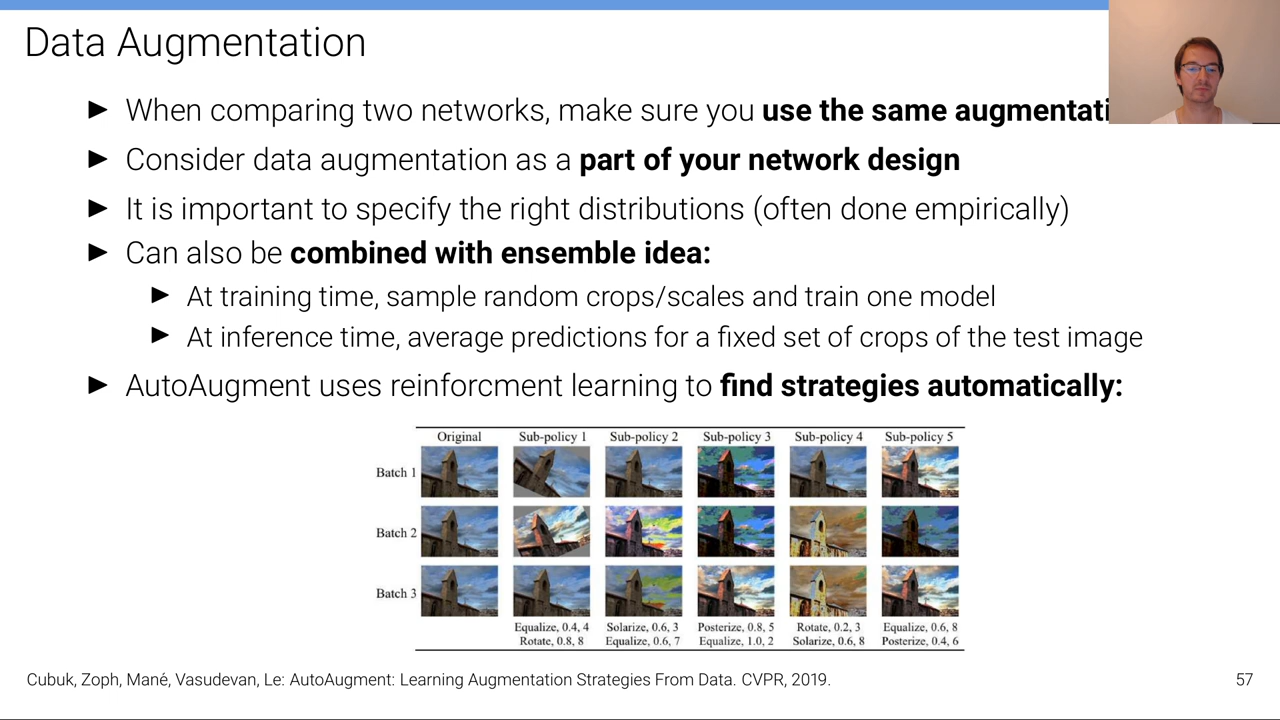 Data Augmentation
► When comparing two networks, make sure you use the same augmentati
► Consider data augmentation as a part of your network design
► It is important to specify the right distributions (often done empirically)
► Can also be combined with ensemble idea:
► At training time, sample random crops/scales and train one model
► At inference time, average predictions for a fixed set of crops of the test image
► AutoAugment uses reinforcment learning to find strategies automatically:
Original Sub-policy 1 Sub-policy 2 Sub-policy 3 Sub-policy 4 Sub-policy 5
Batch 1
Batch 2
Batch 3
Equalize, 0.4, 4 Solarize, 0.6, 3 Posterize, 0.8, 5 Rotate, 0.2, 3 Equalize, 0.6, 8
Rotate, 0.8, 8 Equalize, 0.6, 7 Equalize, 1.0, 2 Solarize, 0.6, 8 Posterize, 0.4, 6
Cubuk, Zoph, Mané, Vasudevan, Le: AutoAugment: Learning Augmentation Strategies From Data. CVPR, 2019.
57